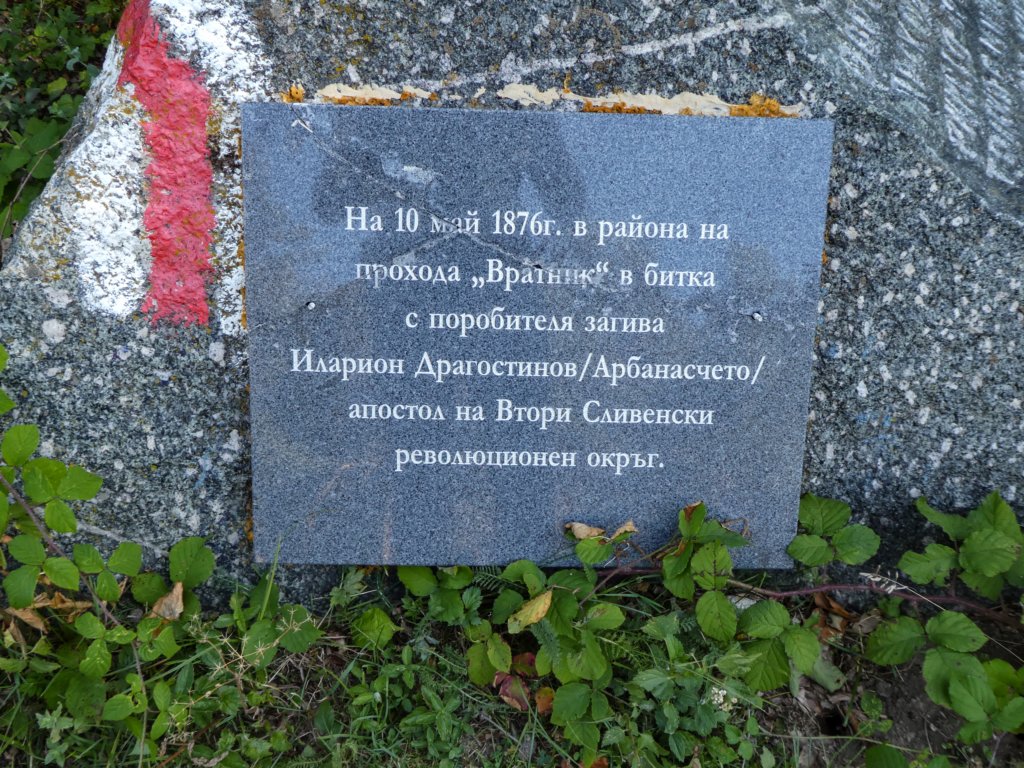 На 10 май 1876г. в района на
прохода „Вратник“ в битка
с поробителя загива
Иларион Драгостинов/Арбанасчето/
апостол на Втори Сливенски
революционен окръг.